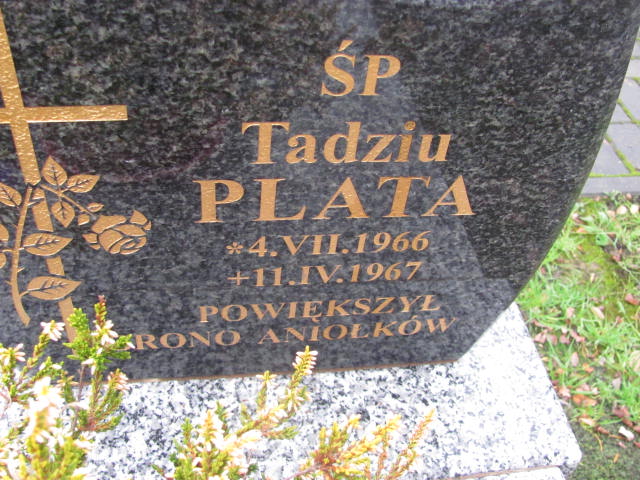 ŚP
Tadziu
PLATA
*4.VII.1966
+11.IV.1967
POWIĘKSZYŁ
RONO ANIOŁKÓW